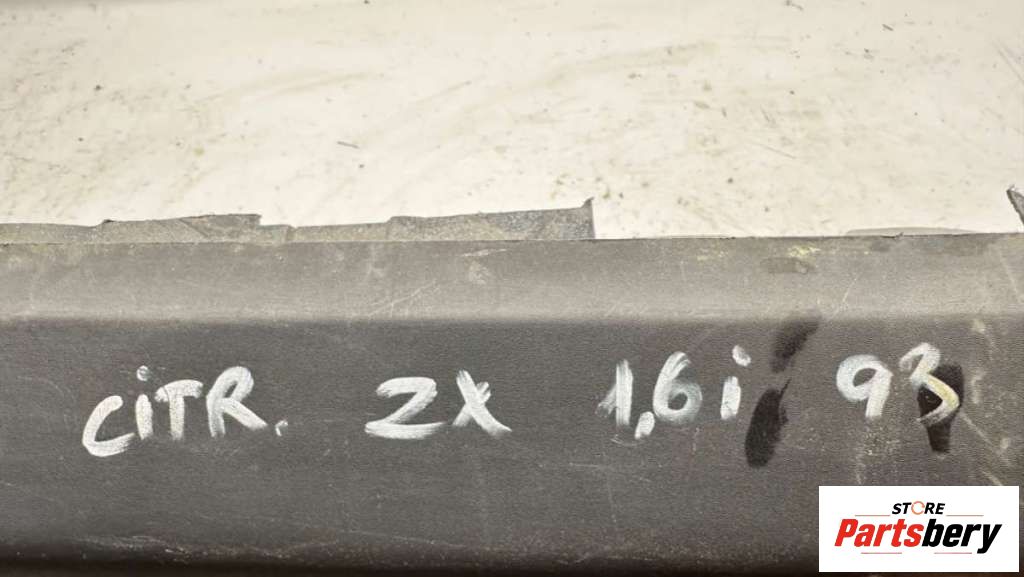 CiTR. ZX 1,6i 93
STORE
Partsbery